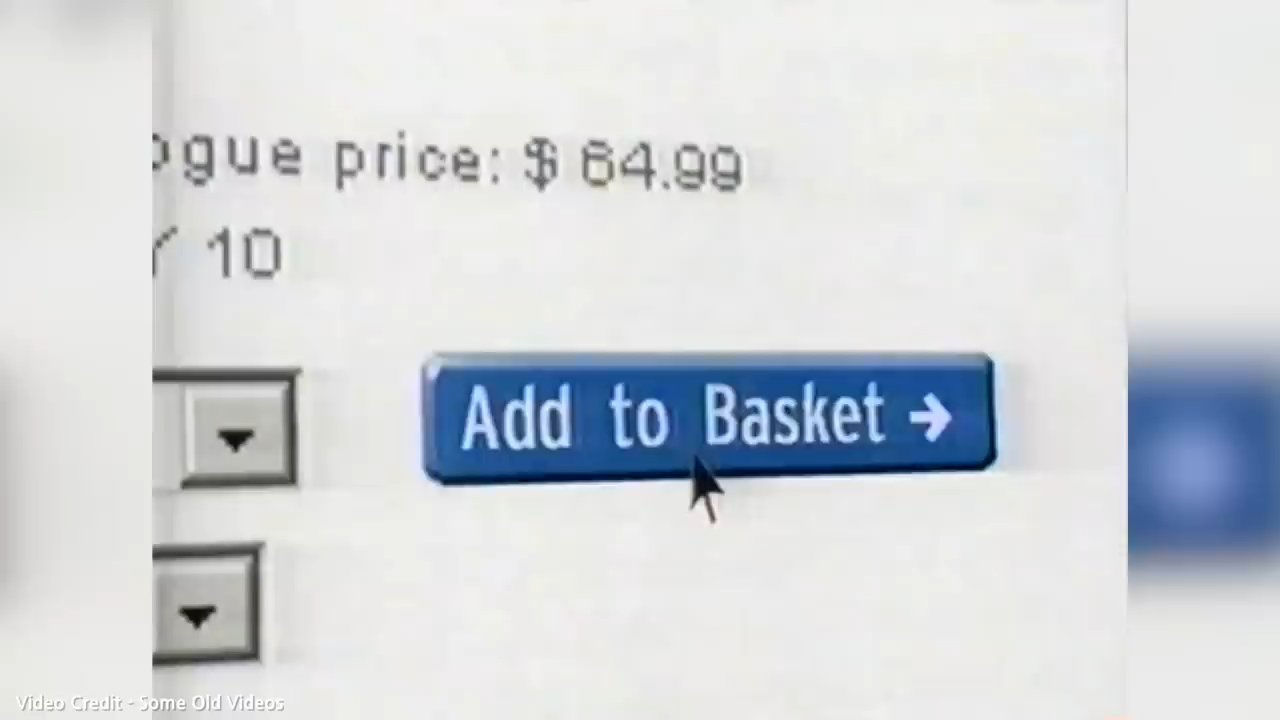 ogue price: $ 64.99
10
Add to Basket →
Video Credit - Some Old Videos